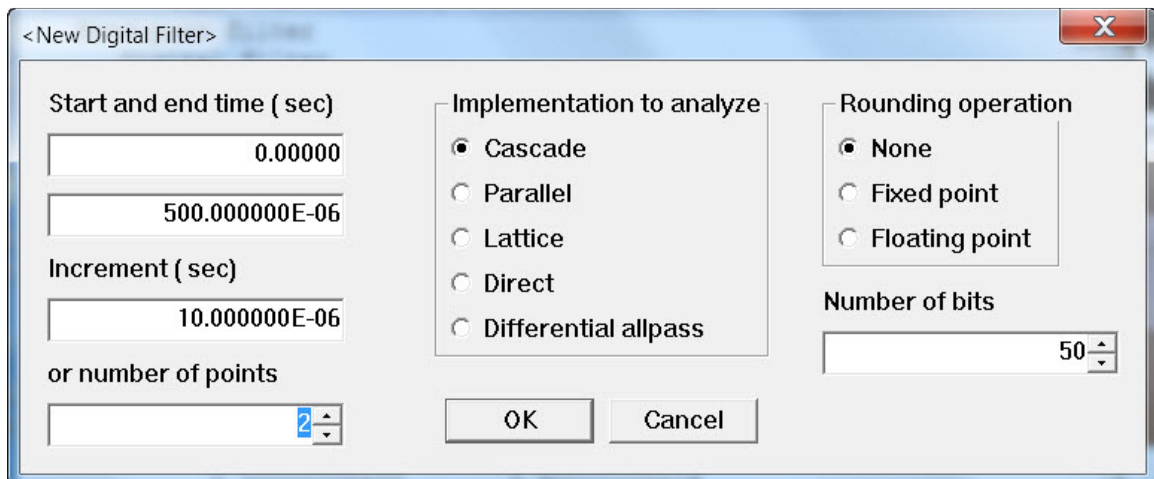 <New Digital Filter>
Start and end time ( sec)
0.00000
500.000000E-06
Increment ( sec)
10.000000E-06
or number of points
2
Implementation to analyze
Cascade
Parallel
Lattice
Direct
Differential allpass
OK
Cancel
Rounding operation
None
Fixed point
Floating point
Number of bits
50